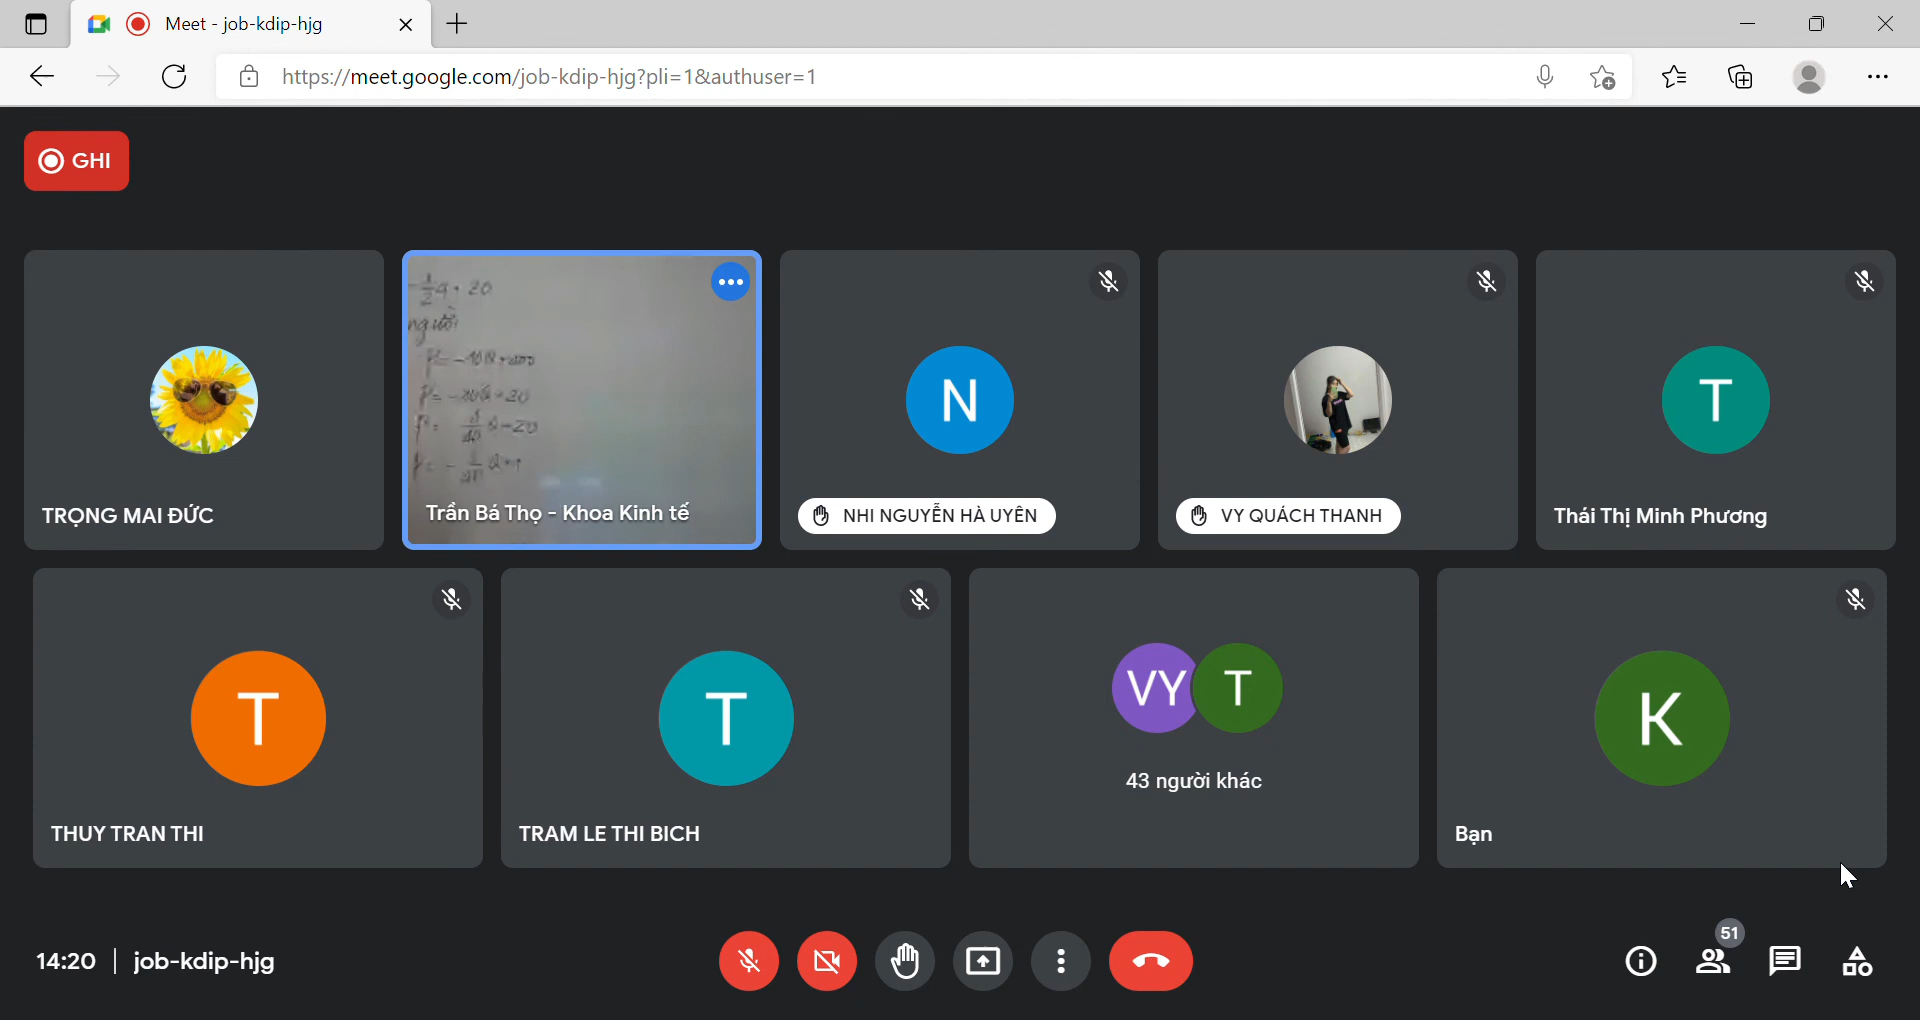 Meet - job-kdip-hjg
https://meet.google.com/job-kdip-hjg?pli=1&authuser=1
GHI
TRỌNG MAI ĐỨC
người
Trần Bá Thọ - Khoa Kinh tế
N
NHI NGUYỄN HÀ UYÊN
VY QUÁCH THANH
T
Thái Thị Minh Phương
T
THUY TRAN THI
T
TRAM LE THI BICH
VY T
43 người khác
K
Bạn
14:20 | job-kdip-hjg
51